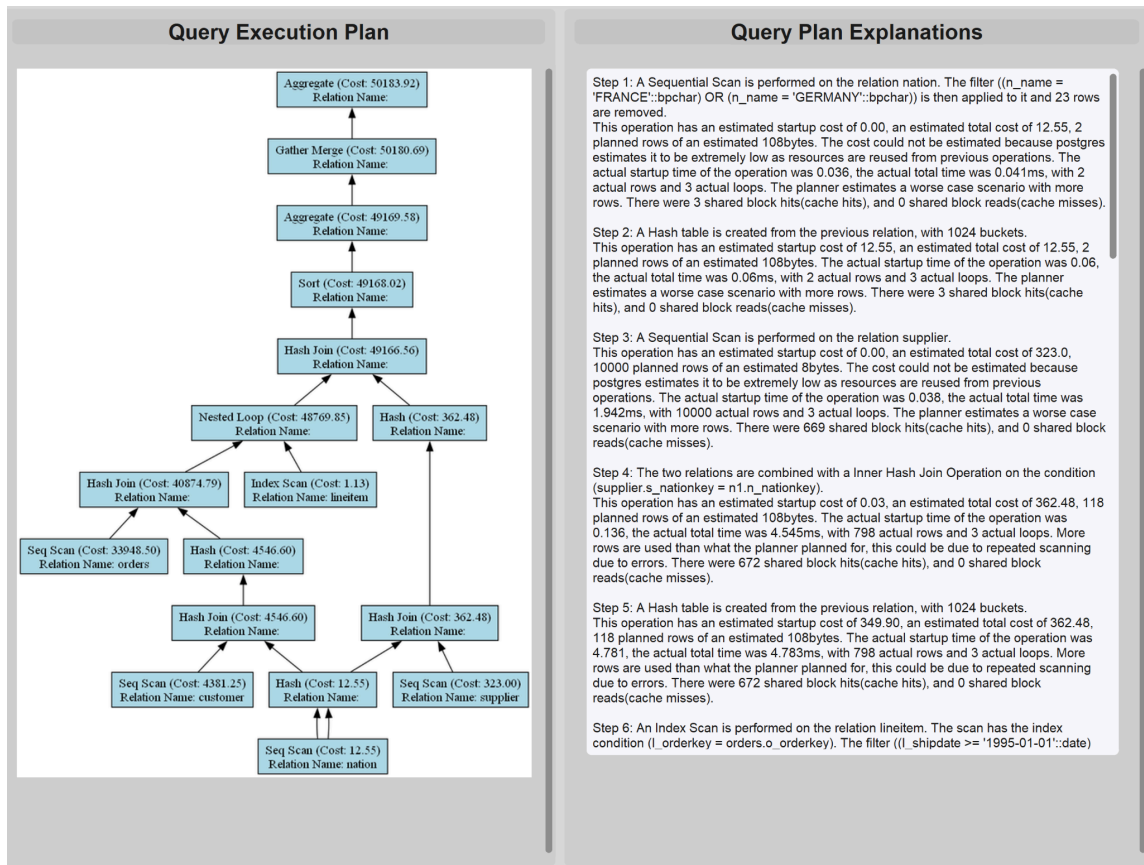 Query Execution Plan
Aggregate (Cost: 50183.92)
Relation Name:
Gather Merge (Cost: 50180.69)
Relation Name:
Aggregate (Cost: 49169.58)
Relation Name:
Sort (Cost: 49168.02)
Relation Name:
Hash Join (Cost: 49166.56)
Relation Name:
Nested Loop (Cost: 48769.85)
Relation Name:
Hash (Cost: 362.48)
Relation Name:
Hash Join (Cost: 40874.79)
Relation Name:
Index Scan (Cost: 1.13)
Relation Name: lineitem
Seq Scan (Cost: 33948.50)
Relation Name: orders
Hash (Cost: 4546.60)
Relation Name:
Hash Join (Cost: 4546.60)
Relation Name:
Hash Join (Cost: 362.48)
Relation Name:
Seq Scan (Cost: 4381.25)
Relation Name: customer
Hash (Cost: 12.55)
Relation Name:
Seq Scan (Cost: 323.00)
Relation Name: supplier
Seq Scan (Cost: 12.55)
Relation Name: nation
Query Plan Explanations
Step 1: A Sequential Scan is performed on the relation nation. The filter ((n_name =
'FRANCE'::bpchar) OR (n_name = 'GERMANY'::bpchar)) is then applied to it and 23 rows
are removed.
This operation has an estimated startup cost of 0.00, an estimated total cost of 12.55, 2
planned rows of an estimated 108bytes. The cost could not be estimated because postgres
estimates it to be extremely low as resources are reused from previous operations. The
actual startup time of the operation was 0.036, the actual total time was 0.041ms, with 2
actual rows and 3 actual loops. The planner estimates a worse case scenario with more
rows. There were 3 shared block hits(cache hits), and 0 shared block reads(cache misses).
Step 2: A Hash table is created from the previous relation, with 1024 buckets.
This operation has an estimated startup cost of 12.55, an estimated total cost of 12.55, 2
planned rows of an estimated 108bytes. The actual startup time of the operation was 0.06,
the actual total time was 0.06ms, with 2 actual rows and 3 actual loops. The planner
estimates a worse case scenario with more rows. There were 3 shared block hits(cache
hits), and 0 shared block reads(cache misses).
Step 3: A Sequential Scan is performed on the relation supplier.
This operation has an estimated startup cost of 0.00, an estimated total cost of 323.0,
10000 planned rows of an estimated 8bytes. The cost could not be estimated because
postgres estimates it to be extremely low as resources are reused from previous
operations. The actual startup time of the operation was 0.038, the actual total time was
1.942ms, with 10000 actual rows and 3 actual loops. The planner estimates a worse case
scenario with more rows. There were 669 shared block hits(cache hits), and 0 shared block
reads(cache misses).
Step 4: The two relations are combined with a Inner Hash Join Operation on the condition
(supplier.s_nationkey = n1.n_nationkey).
This operation has an estimated startup cost of 0.03, an estimated total cost of 362.48, 118
planned rows of an estimated 108bytes. The actual startup time of the operation was
0.136, the actual total time was 4.545ms, with 798 actual rows and 3 actual loops. More
rows are used than what the planner planned for, this could be due to repeated scanning
due to errors. There were 672 shared block hits(cache hits), and 0 shared block
reads(cache misses).
Step 5: A Hash table is created from the previous relation, with 1024 buckets.
This operation has an estimated startup cost of 349.90, an estimated total cost of 362.48,
118 planned rows of an estimated 108bytes. The actual startup time of the operation was
4.781, the actual total time was 4.783ms, with 798 actual rows and 3 actual loops. More
rows are used than what the planner planned for, this could be due to repeated scanning
due to errors. There were 672 shared block hits(cache hits), and 0 shared block
reads(cache misses).
Step 6: An Index Scan is performed on the relation lineitem. The scan has the index
condition (l_orderkey = orders.o_orderkey). The filter ((l_shipdate >= '1995-01-01'::date)